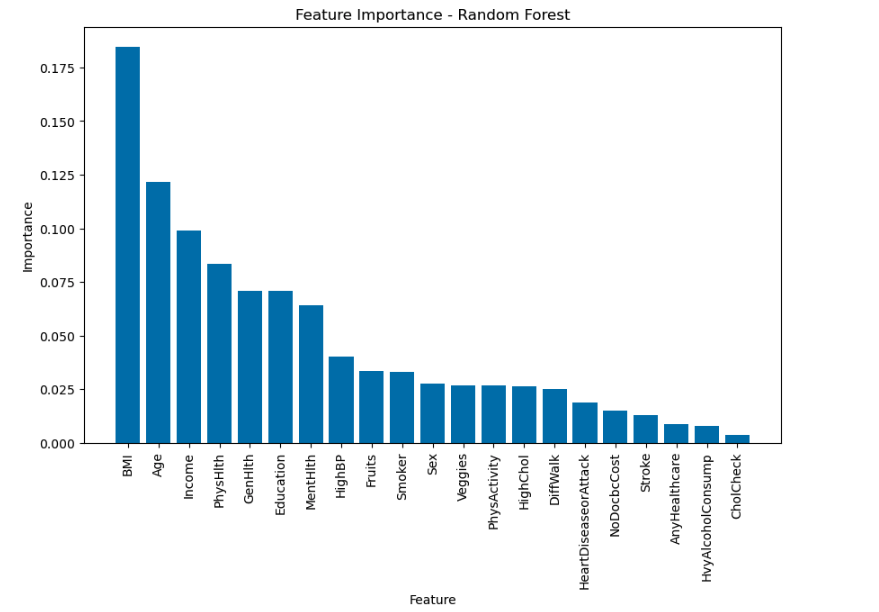 Feature Importance - Random Forest
Importance
0.175
0.150
0.125
0.100
0.075
0.050
0.025
0.000
BMI
Age
Income
PhysHlth
GenHlth
Education
MentHlth
HighBP
Fruits
Smoker
Sex
Veggies
PhysActivity
HighChol
DiffWalk
HeartDiseaseorAttack
NoDocbcCost
Stroke
AnyHealthcare
HvyAlcoholConsump
CholCheck
Feature